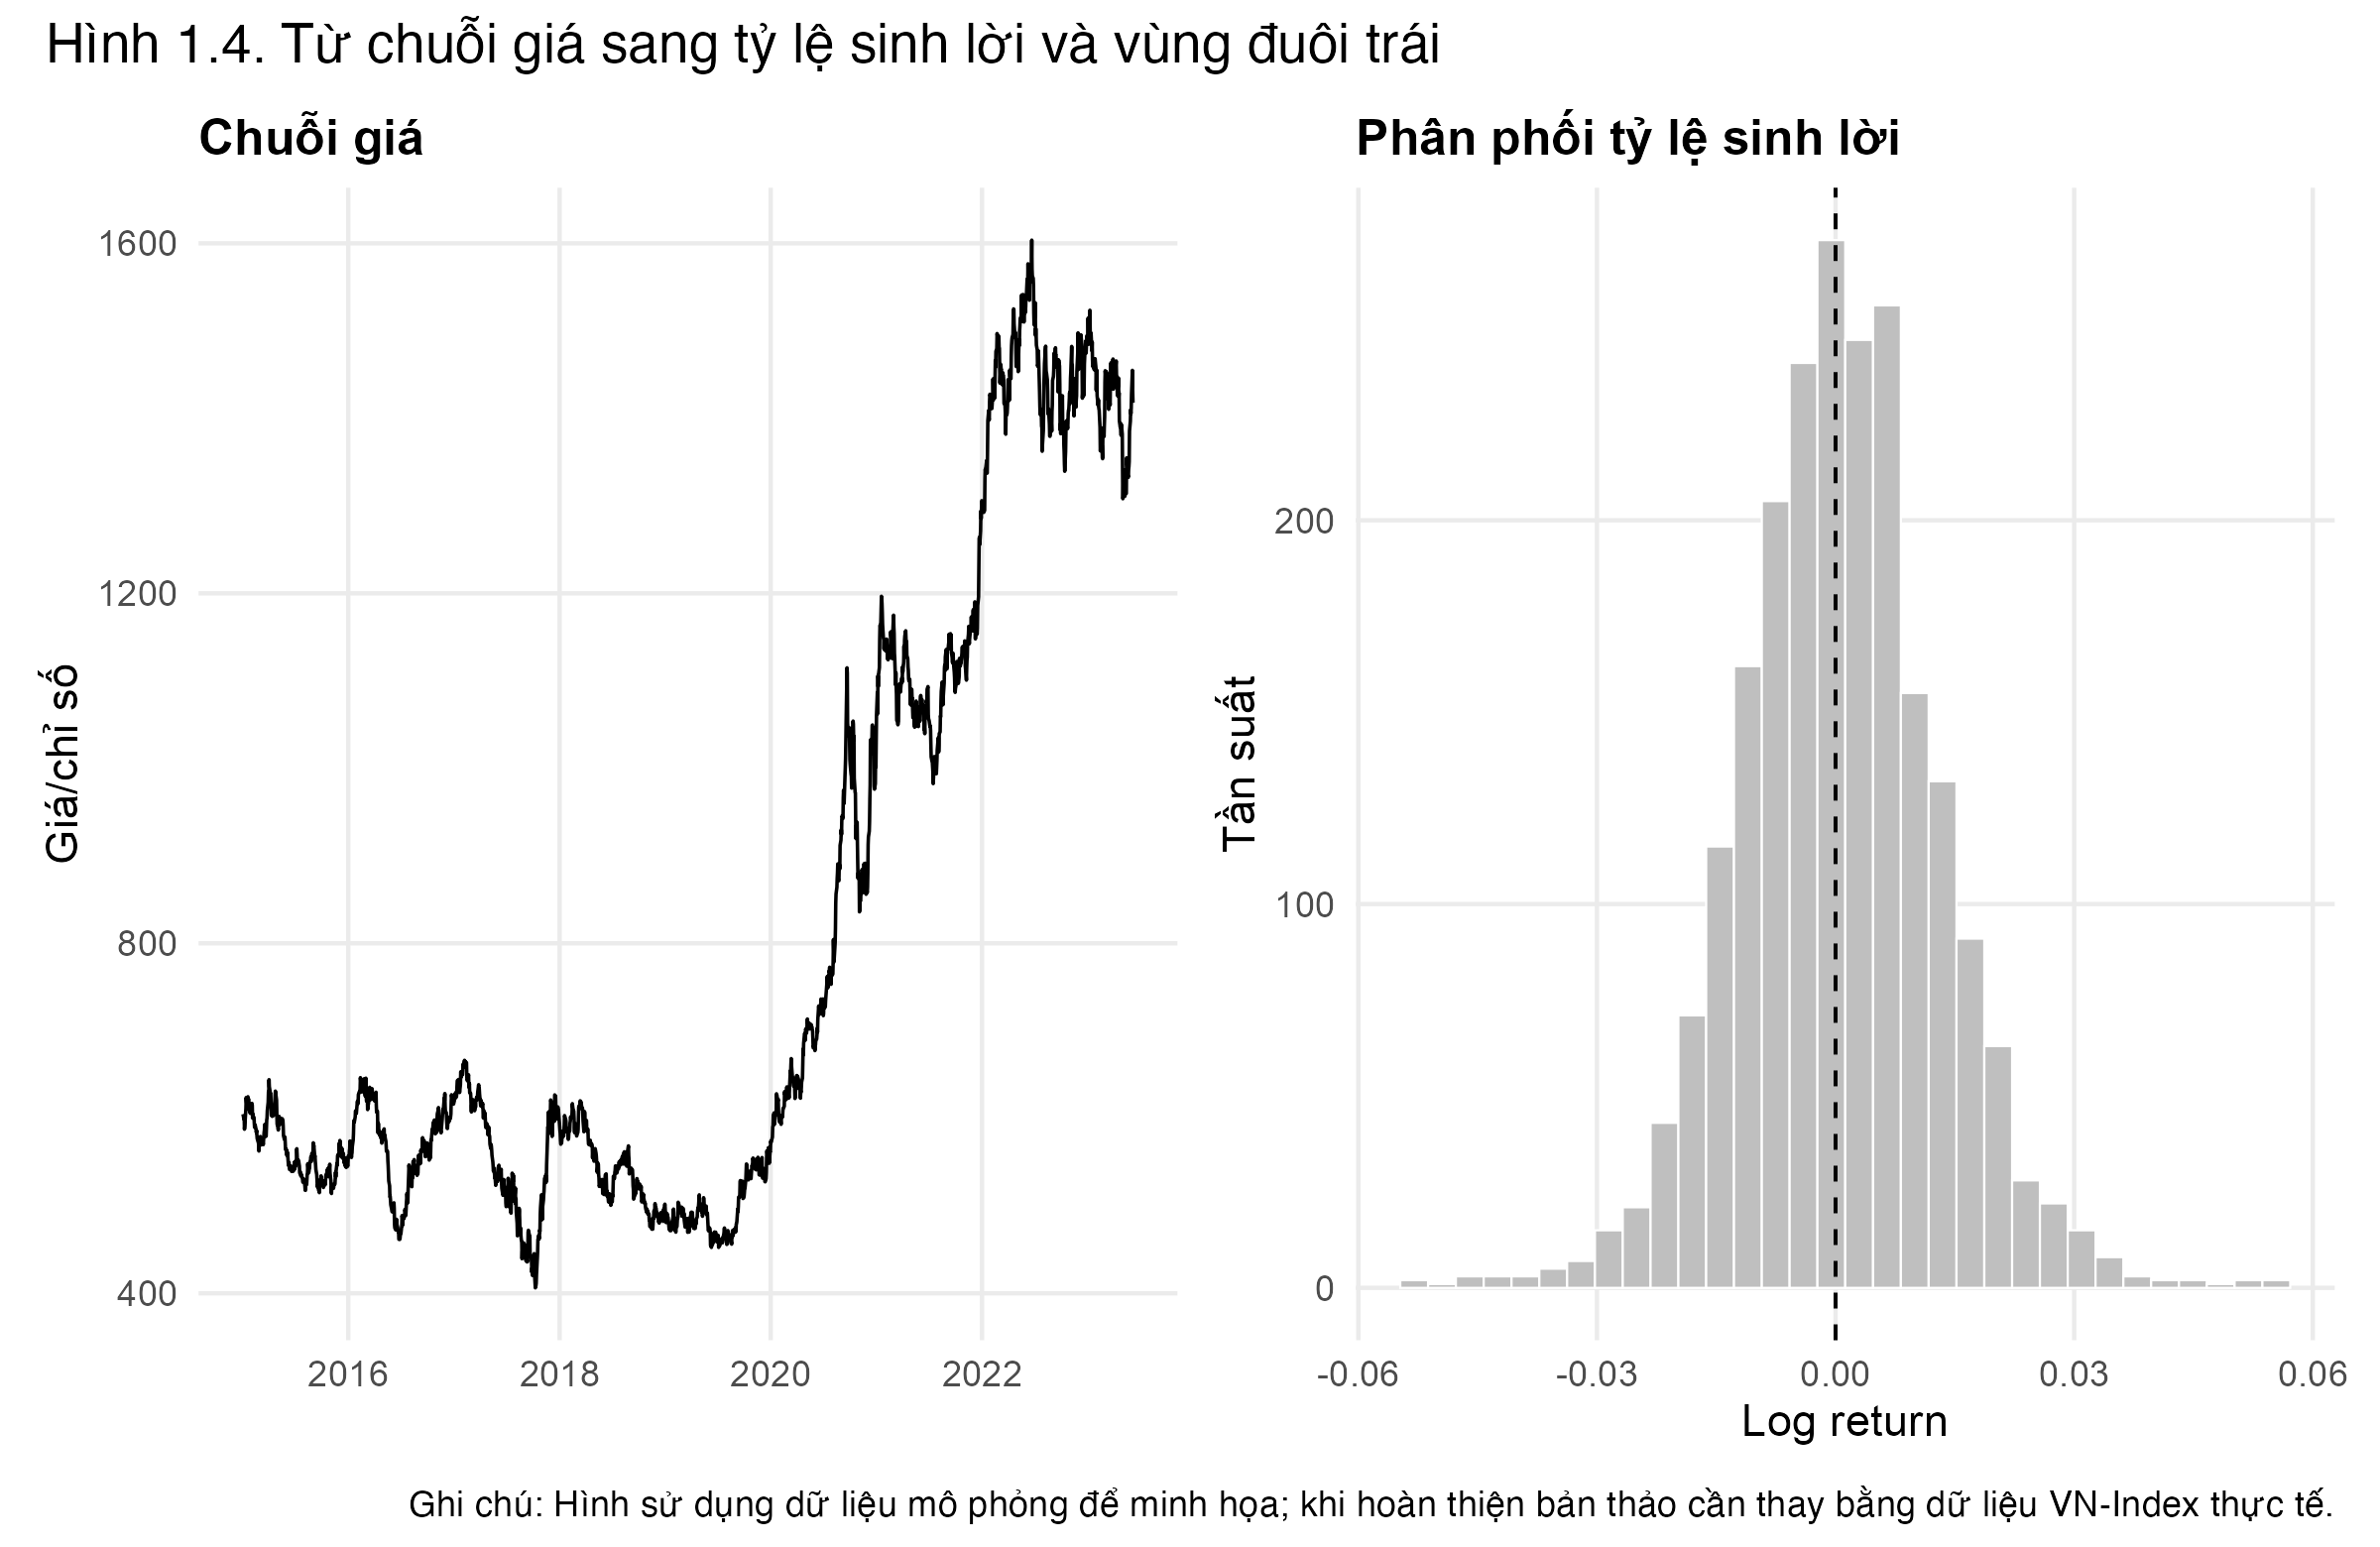 Hình 1.4. Từ chuỗi giá sang tỷ lệ sinh lời và vùng đuôi trái
Chuỗi giá
Giá/chỉ số
1600
1200
800
400
2016 2018 2020 2022
Phân phối tỷ lệ sinh lời
Tần suất
200
100
0
-0.06 -0.03 0.00 0.03 0.06
Log return
Ghi chú: Hình sử dụng dữ liệu mô phỏng để minh họa; khi hoàn thiện bản thảo cần thay bằng dữ liệu VN-Index thực tế.